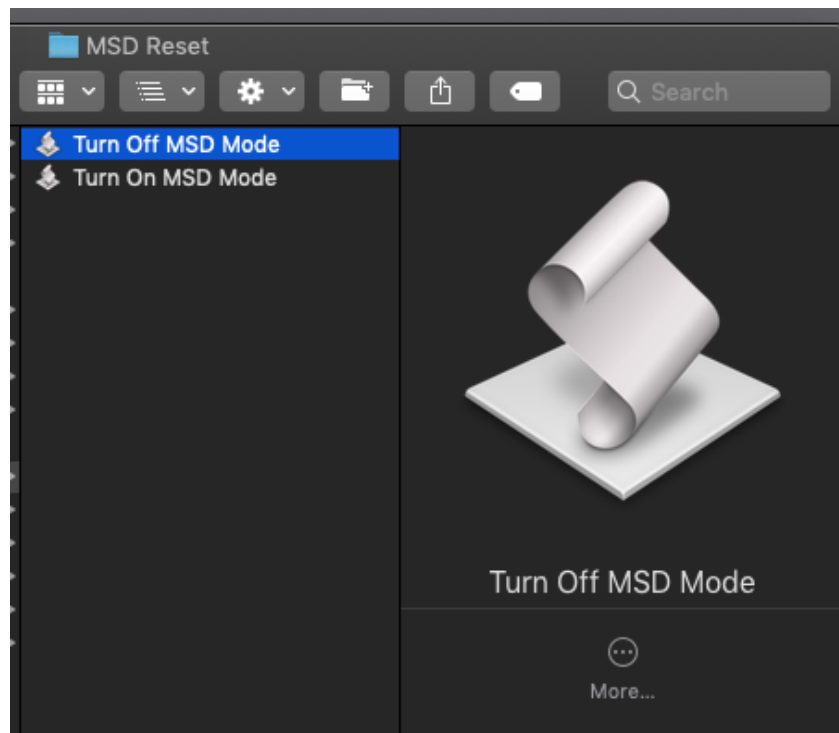 MSD Reset
Search
Turn Off MSD Mode
Turn On MSD Mode
Turn Off MSD Mode
More...